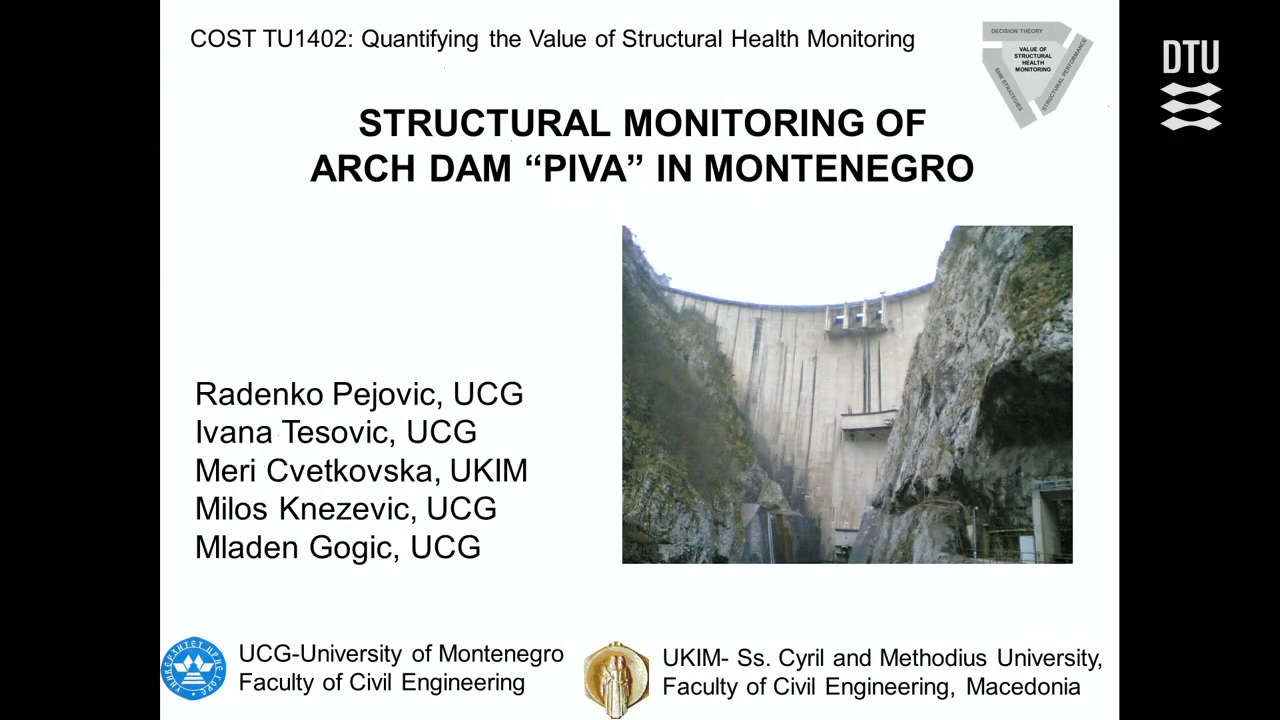 COST TU1402: Quantifying the Value of Structural Health Monitoring
DECISION THEORY
VALUE OF
STRUCTURAL
HEALTH
MONITORING
SHM STRATEGIES
STRUCTURAL PERFORMANCE
DTU
STRUCTURAL MONITORING OF
ARCH DAM “PIVA” IN MONTENEGRO
Radenko Pejovic, UCG
Ivana Tesovic, UCG
Meri Cvetkovska, UKIM
Milos Knezevic, UCG
Mladen Gogic, UCG
UCG-University of Montenegro
Faculty of Civil Engineering
UKIM- Ss. Cyril and Methodius University,
Faculty of Civil Engineering, Macedonia